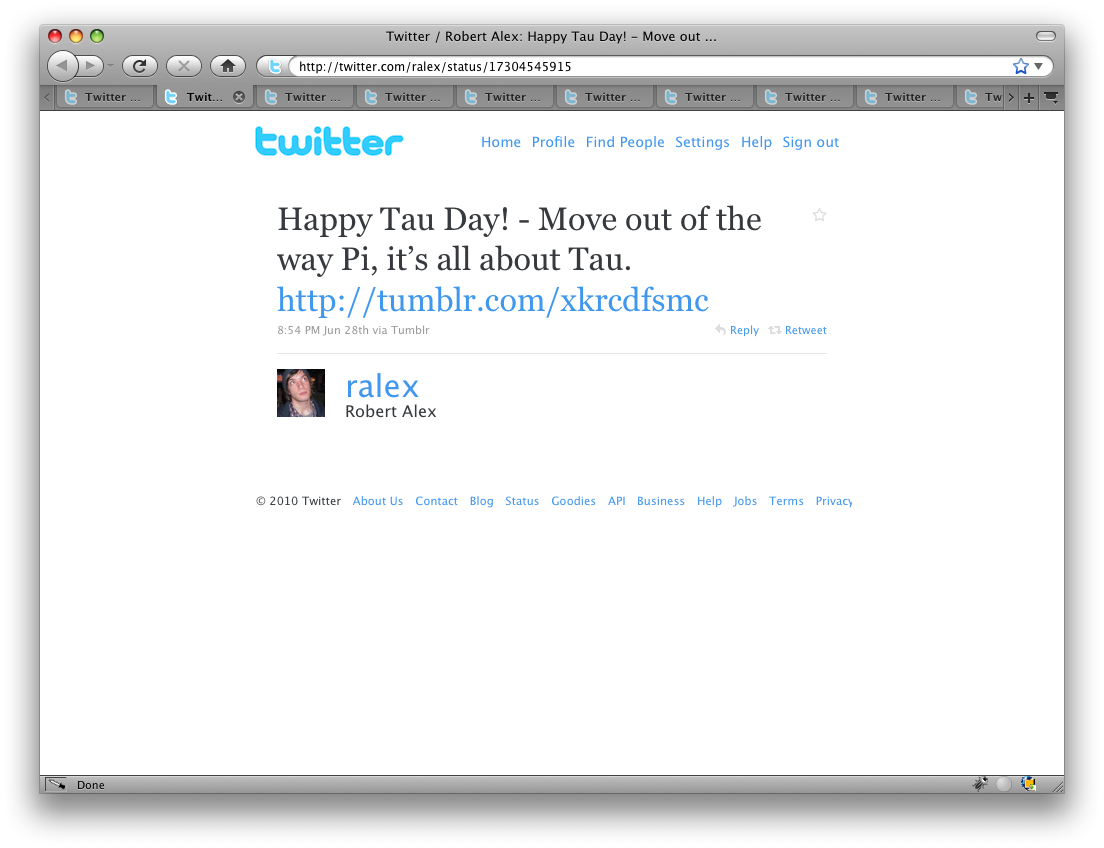 Twitter / Robert Alex: Happy Tau Day! – Move out ...
http://twitter.com/ralex/status/17304545915
Twitter ... Twit... Twitter ... Twitter ... Twitter ... Twitter ... Twitter ... Twitter ... Twitter ... Tw
twitter Home Profile Find People Settings Help Sign out
Happy Tau Day! - Move out of the
way Pi, it’s all about Tau.
http://tumblr.com/xkrcdfsmc
8:54 PM Jun 28th via Tumblr Reply Retweet
ralex
Robert Alex
© 2010 Twitter About Us Contact Blog Status Goodies API Business Help Jobs Terms Privacy
Done